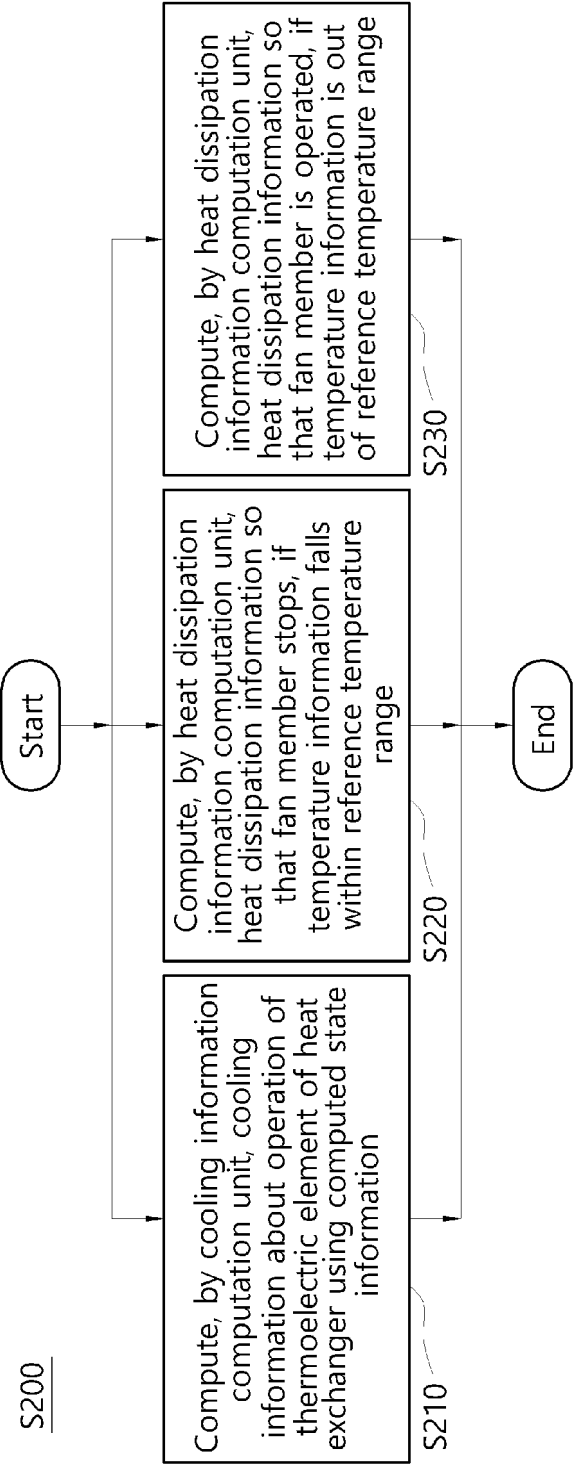 S200
Start
Compute, by cooling information
computation unit, cooling
information about operation of
thermoelectric element of heat
exchanger using computed state
information
S210
Compute, by heat dissipation
information computation unit,
heat dissipation information so
that fan member stops, if
temperature information falls
within reference temperature
range
S220
Compute, by heat dissipation
information computation unit,
heat dissipation information so
that fan member is operated, if
temperature information is out
of reference temperature range
S230
End